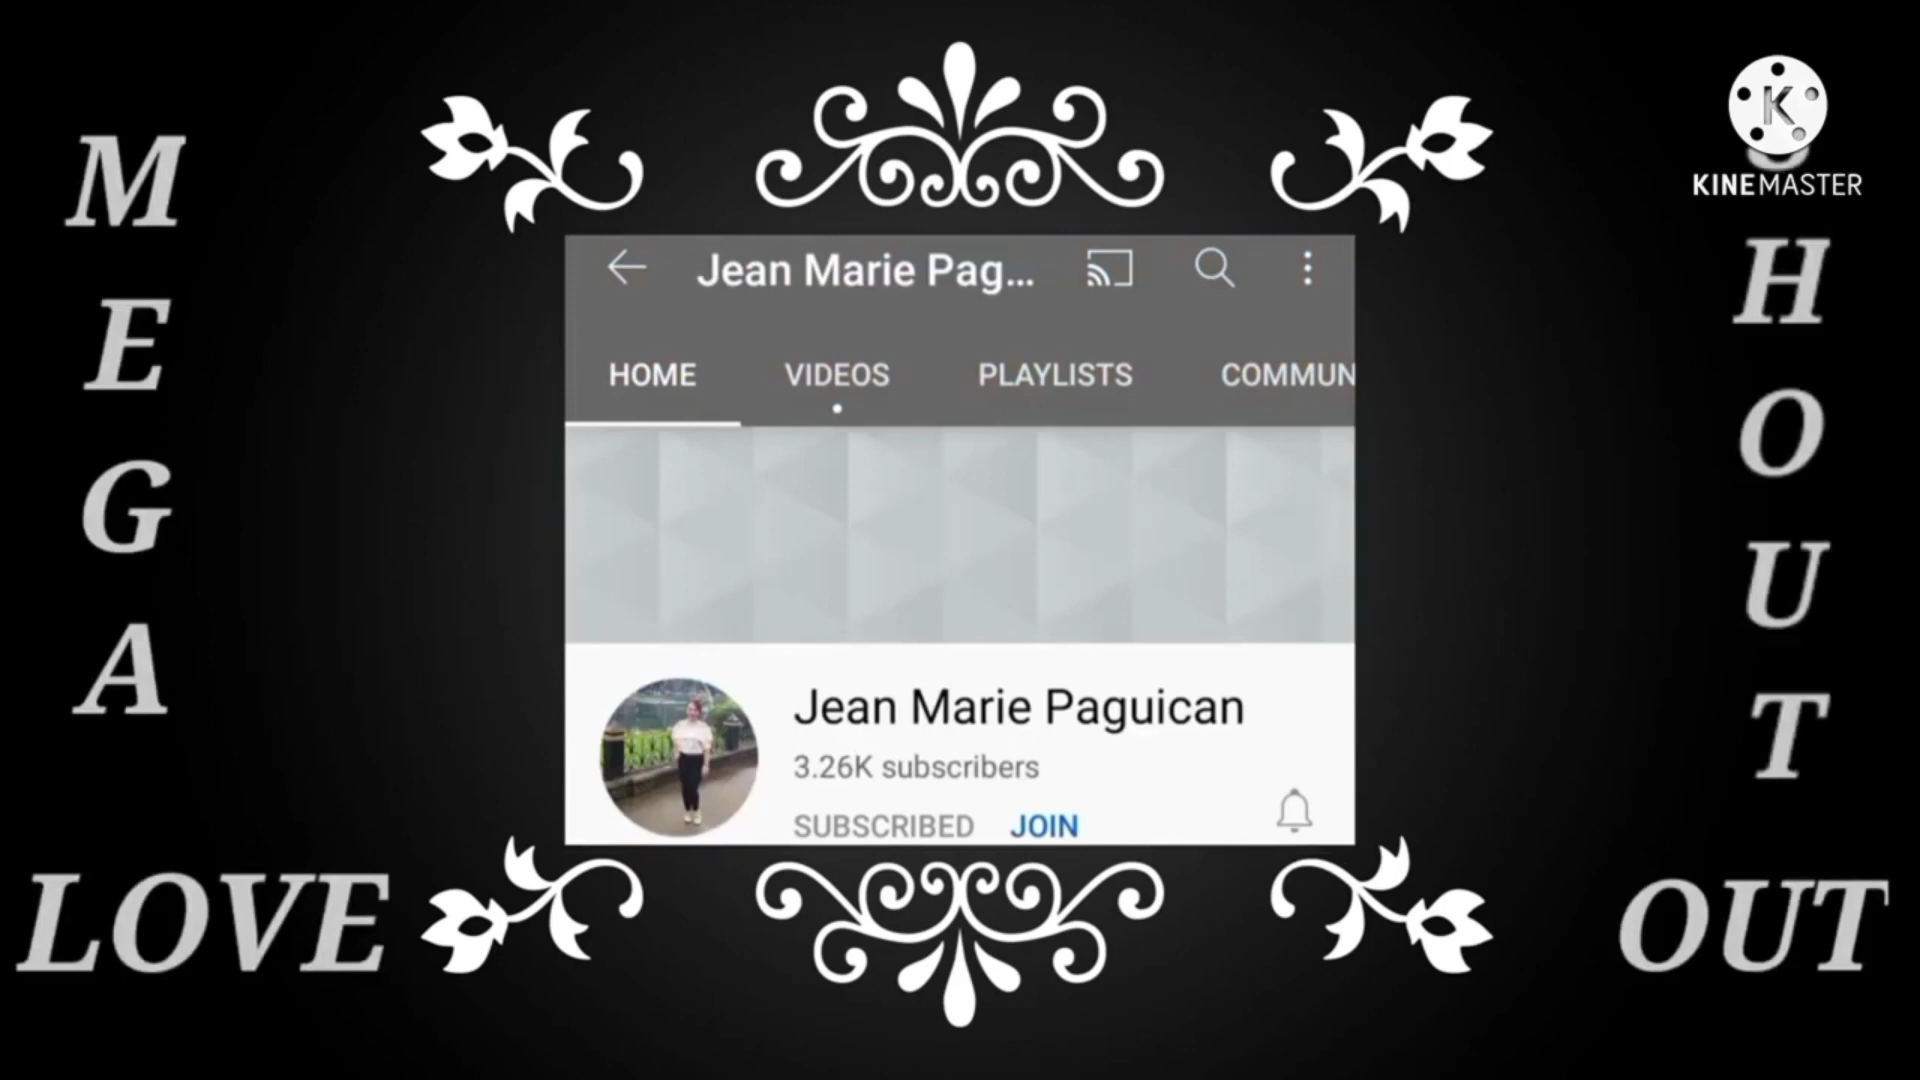 MEGA
LOVE
KINEMASTER
SHOUT
OUT
Jean Marie Pag...
HOME VIDEOS PLAYLISTS COMMUN
Jean Marie Paguican
3.26K subscribers
SUBSCRIBED JOIN